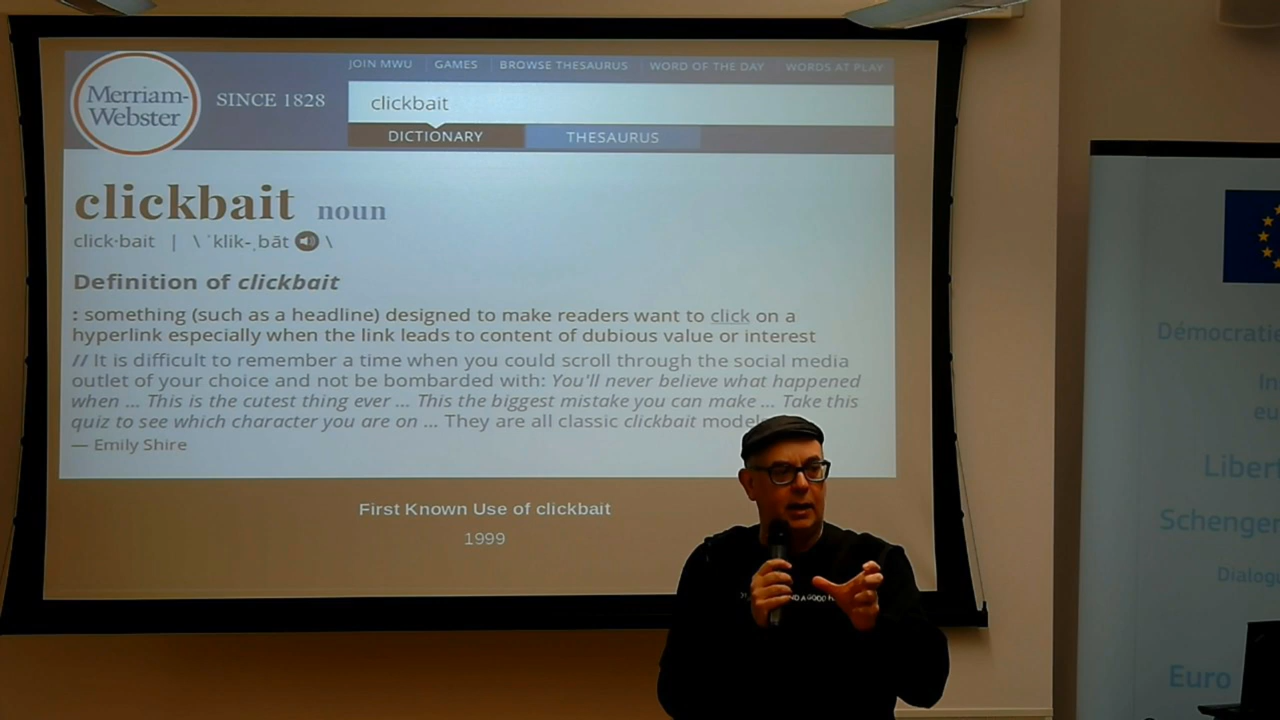 JOIN MWU GAMES BROWSE THESAURUS WORD OF THE DAY WORDS AT PLAY
Merriam-
Webster
SINCE 1828
clickbait
DICTIONARY THESAURUS
clickbait noun
click·bait | \ ˈklik-ˌbāt \
Definition of clickbait
: something (such as a headline) designed to make readers want to click on a
hyperlink especially when the link leads to content of dubious value or interest
// It is difficult to remember a time when you could scroll through the social media
outlet of your choice and not be bombarded with: You'll never believe what happened
when ... This is the cutest thing ever ... This the biggest mistake you can make ... Take this
quiz to see which character you are on ... They are all classic clickbait model
— Emily Shire
First Known Use of clickbait
1999
A GOOD
Démocratie
In
eu
Libert
Schengen
Dialog
Euro